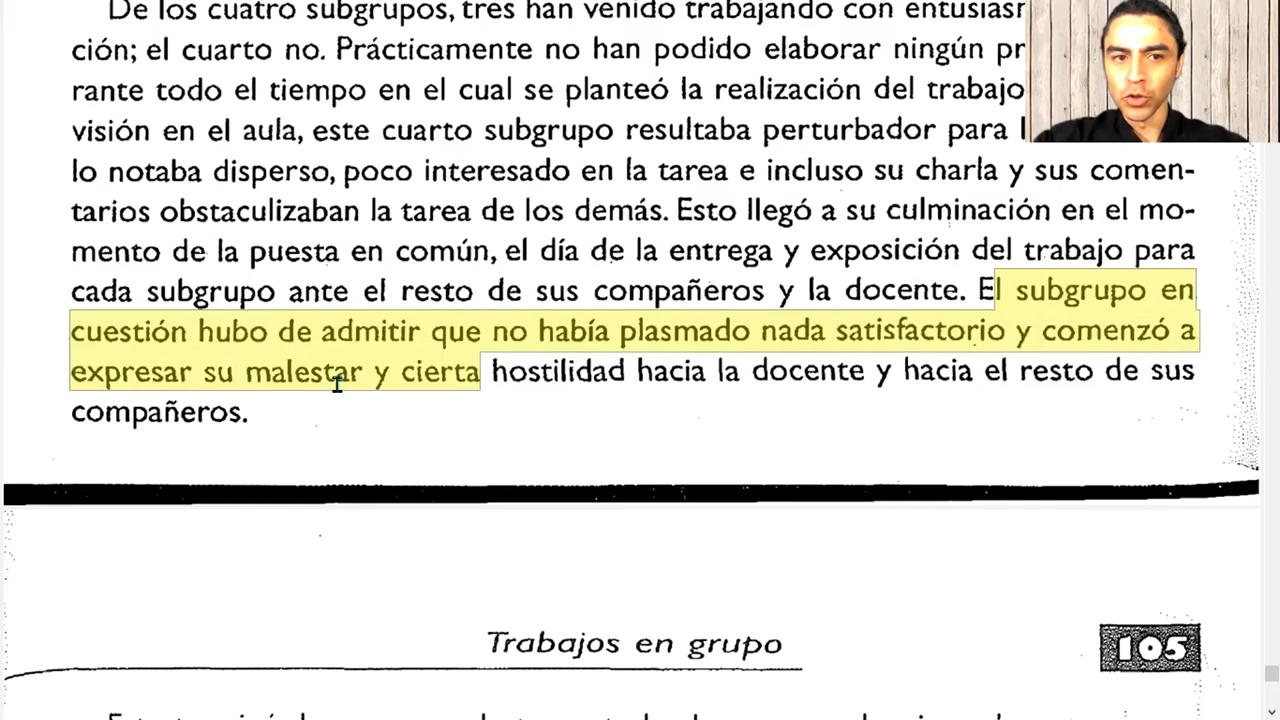 De los cuatro subgrupos, tres han venido trabajando con
ción; el cuarto no. Prácticamente no han podido elaborar ningún
rante todo el tiempo en el cual se planteó la realización del trabajo
visión en el aula, este cuarto subgrupo resultaba perturbador para
lo notaba disperso, poco interesado en la tarea e incluso su charla y sus comen-
tarios obstaculizaban la tarea de los demás. Esto llegó a su culminación en el mo-
mento de la puesta en común, el día de la entrega y exposición del trabajo para
cada subgrupo ante el resto de sus compañeros y la docente. El subgrupo en
cuestión hubo de admitir que no había plasmado nada satisfactorio y comenzó a
expresar su malestar y cierta hostilidad hacia la docente y hacia el resto de sus
compañeros.
Trabajos en grupo
105